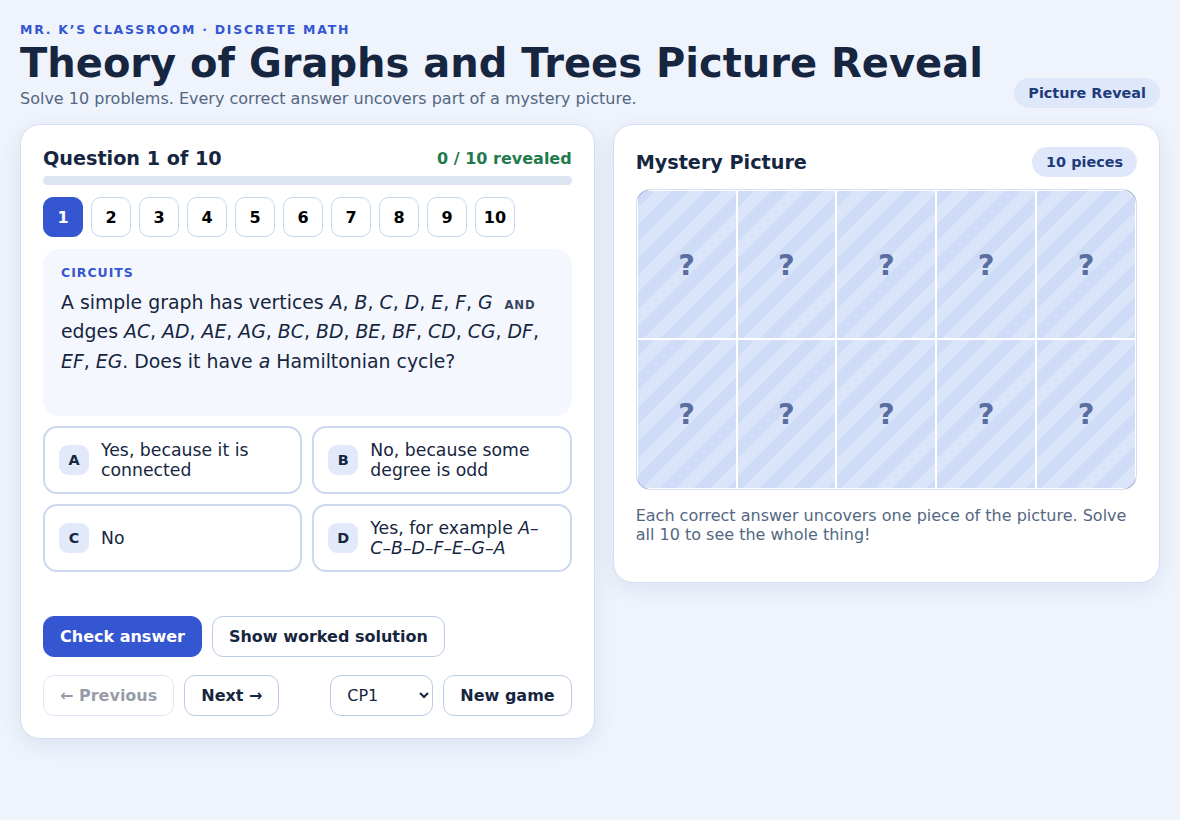 MR. K’S CLASSROOM · DISCRETE MATH
Theory of Graphs and Trees Picture Reveal
Solve 10 problems. Every correct answer uncovers part of a mystery picture.
Picture Reveal
Question 1 of 10
0 / 10 revealed
1 2 3 4 5 6 7 8 9 10
CIRCUITS
A simple graph has vertices A, B, C, D, E, F, G AND
edges AC, AD, AE, AG, BC, BD, BE, BF, CD, CG, DF,
EF, EG. Does it have a Hamiltonian cycle?
A Yes, because it is
connected
B No, because some
degree is odd
C No
D Yes, for example A–
C–B–D–F–E–G–A
Check answer
Show worked solution
← Previous
Next →
CP1
New game
Mystery Picture
10 pieces
? ? ? ? ?
? ? ? ? ?
Each correct answer uncovers one piece of the picture. Solve
all 10 to see the whole thing!